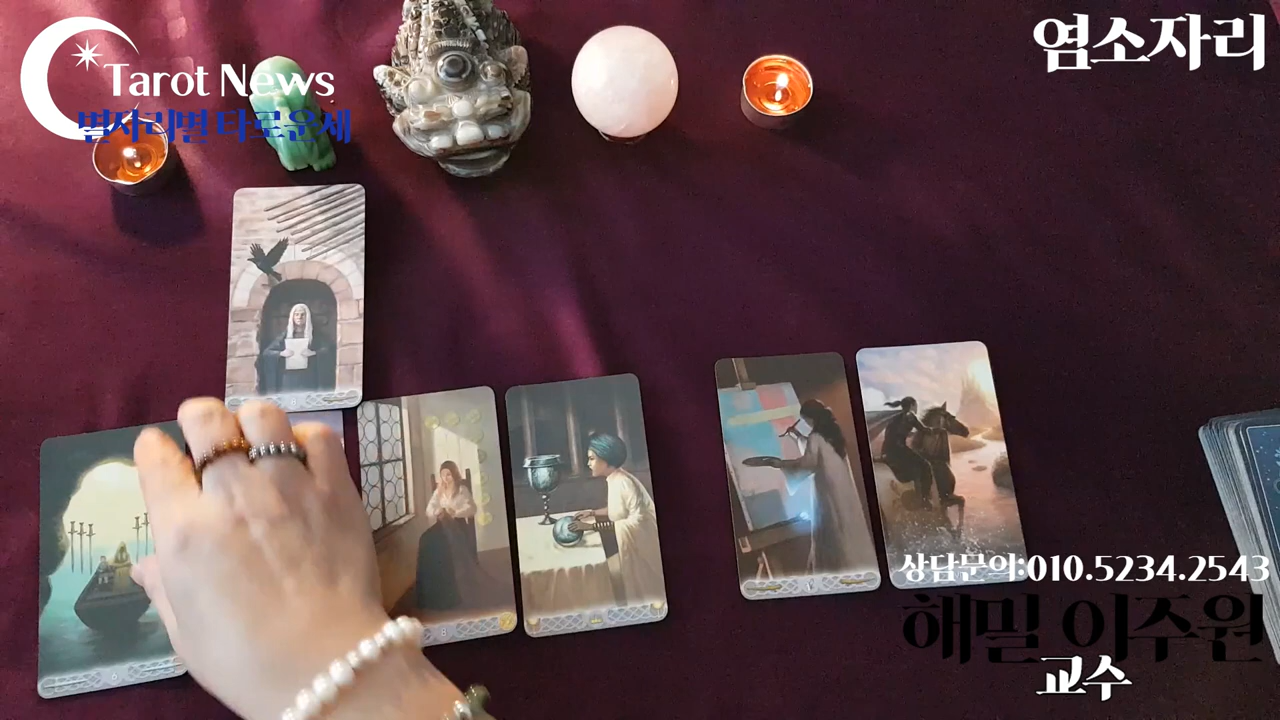 염소자리
Tarot News
별자리별 타로운세
상담문의:010.5234.2543
해밀 이주원
교수